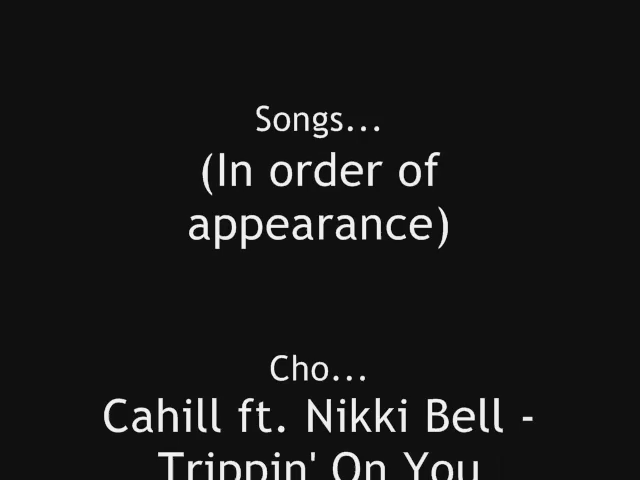 Songs...
(In order of
appearance)
Cho...
Cahill ft. Nikki Bell -
Trippin' On You